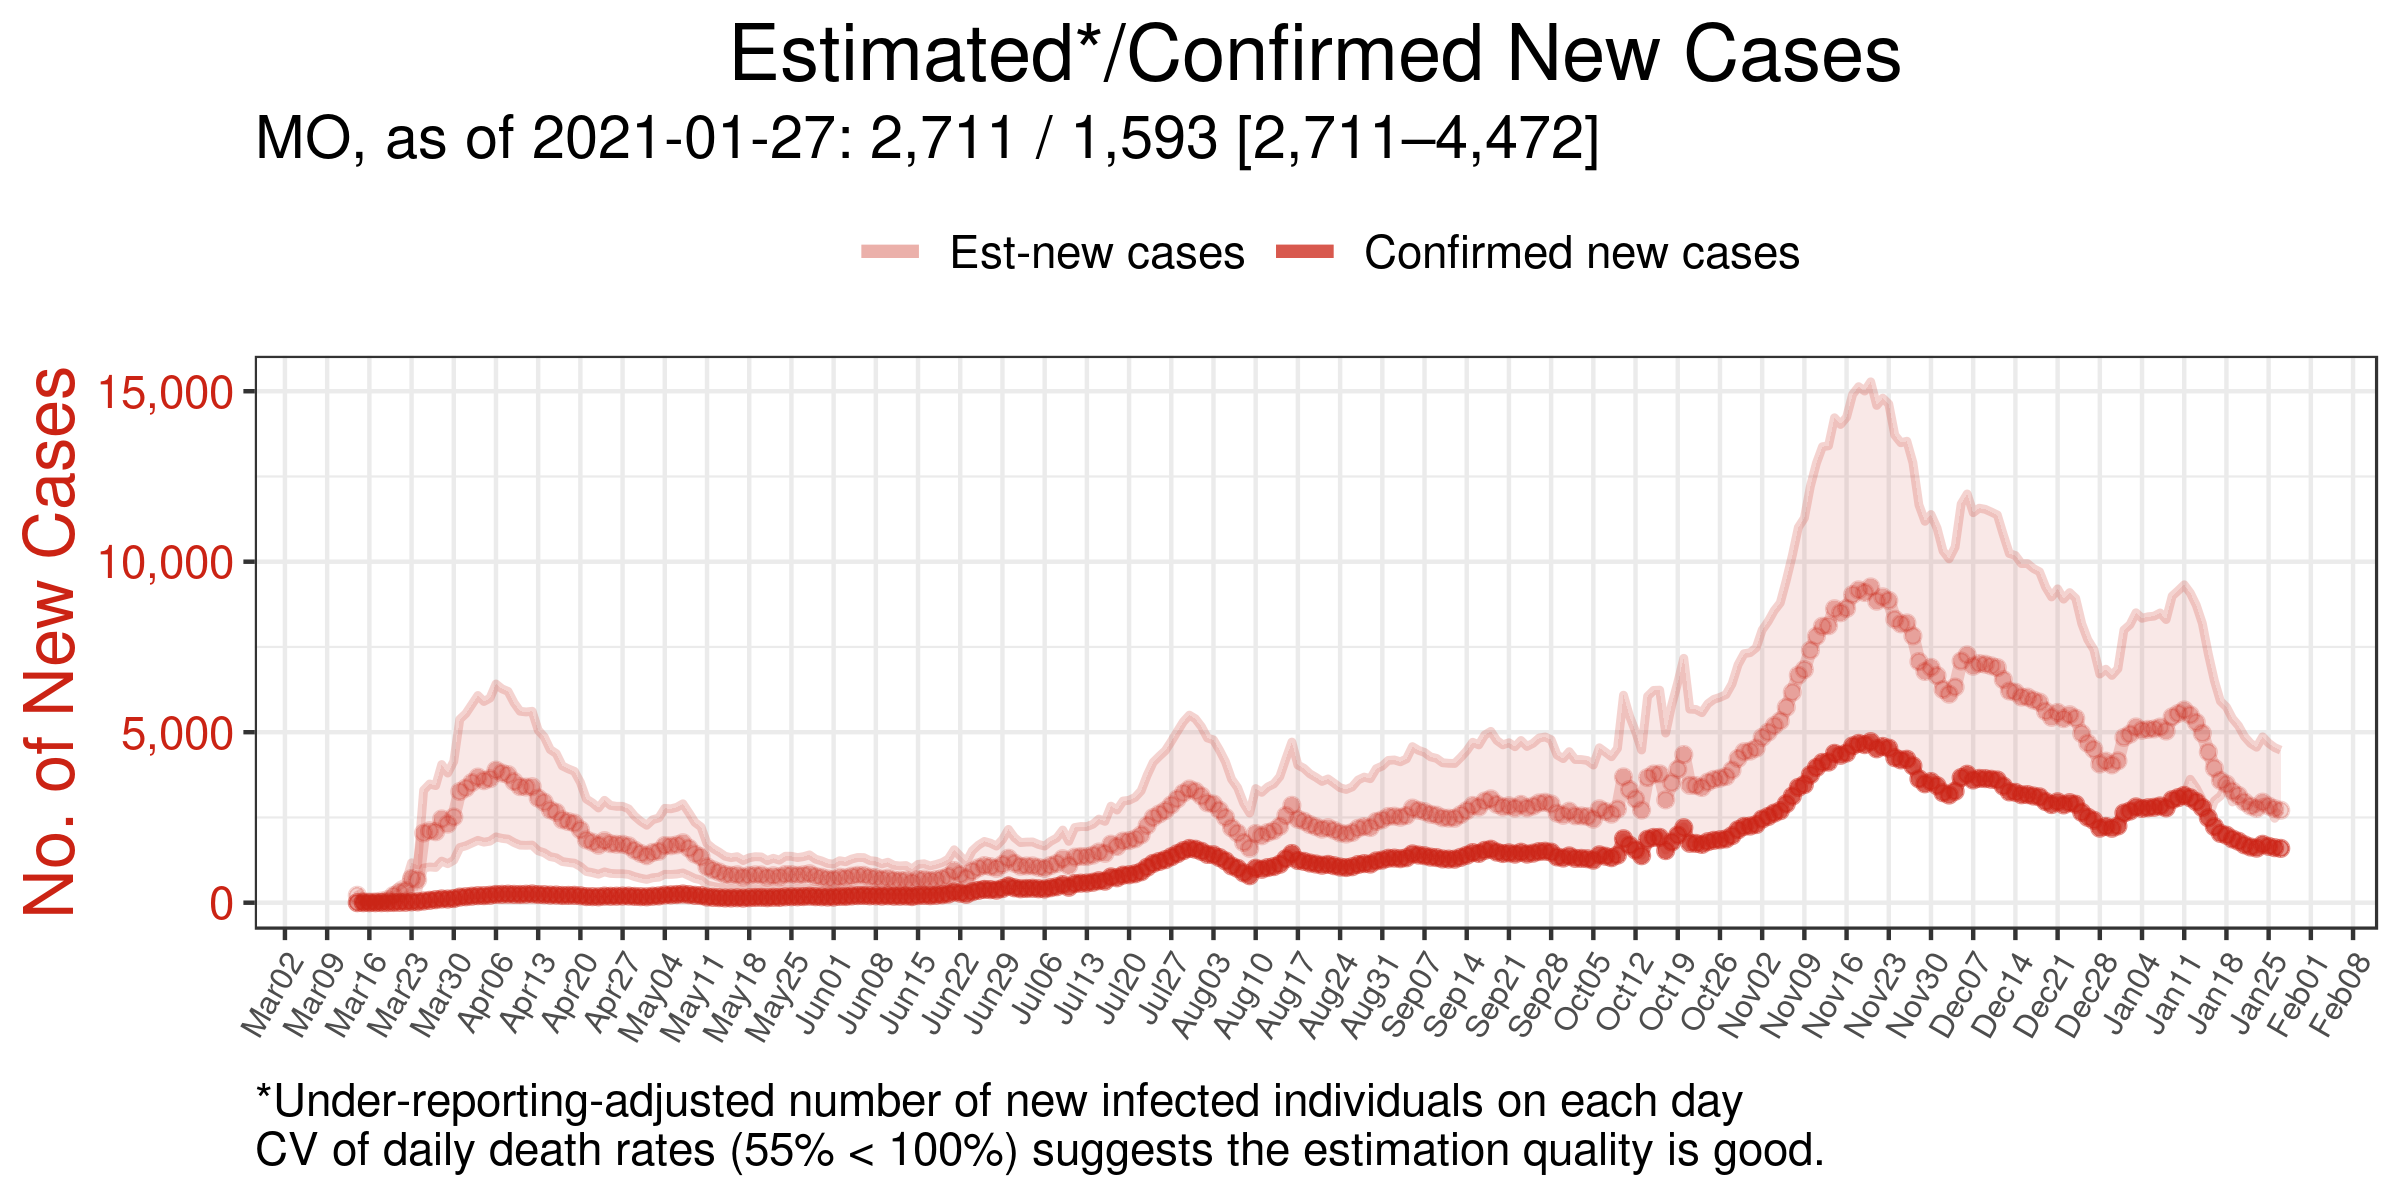 Estimated*/Confirmed New Cases
MO, as of 2021-01-27: 2,711 / 1,593 [2,711–4,472]
Est-new cases
Confirmed new cases
No. of New Cases
15,000
10,000
5,000
0
Mar02
Mar09
Mar16
Mar23
Mar30
Apr06
Apr13
Apr20
Apr27
May04
May11
May18
May25
Jun01
Jun08
Jun15
Jun22
Jun29
Jul06
Jul13
Jul20
Jul27
Aug03
Aug10
Aug17
Aug24
Aug31
Sep07
Sep14
Sep21
Sep28
Oct05
Oct12
Oct19
Oct26
Nov02
Nov09
Nov16
Nov23
Nov30
Dec07
Dec14
Dec21
Dec28
Jan04
Jan11
Jan18
Jan25
Feb01
Feb08
*Under-reporting-adjusted number of new infected individuals on each day
CV of daily death rates (55% < 100%) suggests the estimation quality is good.